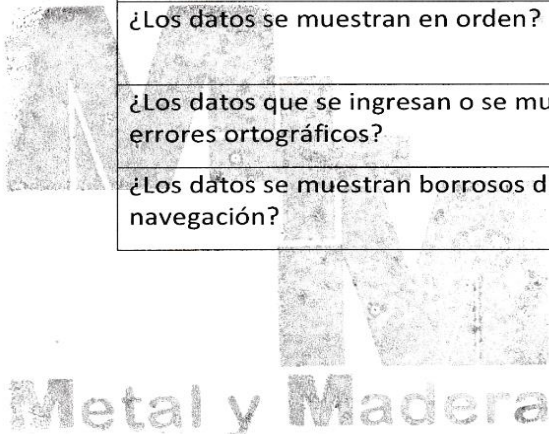 ¿Los datos se muestran en orden?
¿Los datos que se ingresan o se mu
errores ortográficos?
¿Los datos se muestran borrosos d
navegación?
MM
Metal y Madera